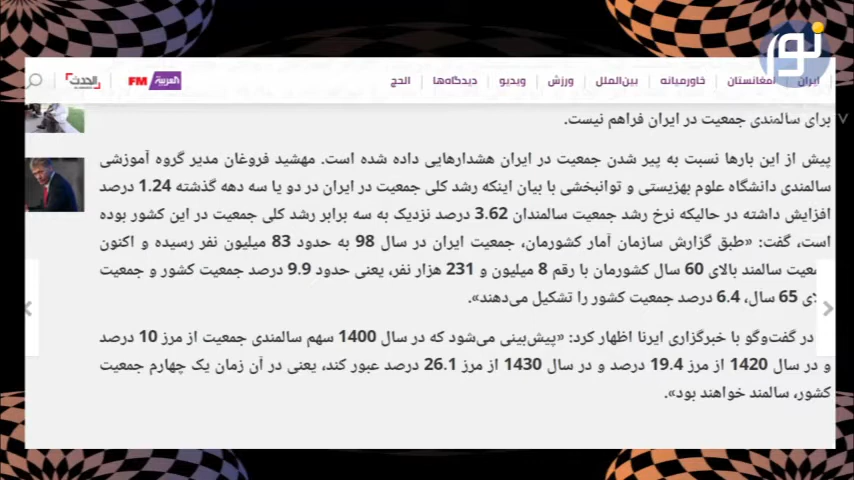 نور
ایران افغانستان خاورمیانه بین‌الملل ورزش ویدیو دیدگاه‌ها الحج العربية FM الحدث
برای سالمندی جمعیت در ایران فراهم نیست.
پیش از این بارها نسبت به پیر شدن جمعیت در ایران هشدارهایی داده شده است. مهشید فروغان مدیر گروه آموزشی
سالمندی دانشگاه علوم بهزیستی و توانبخشی با بیان اینکه رشد کلی جمعیت در ایران در دو یا سه دهه گذشته 1.24 درصد
افزایش داشته در حالیکه نرخ رشد جمعیت سالمندان 3.62 درصد نزدیک به سه برابر رشد کلی جمعیت در این کشور بوده
است، گفت: «طبق گزارش سازمان آمار کشورمان، جمعیت ایران در سال 98 به حدود 83 میلیون نفر رسیده و اکنون
سالمند بالای 60 سال کشورمان با رقم 8 میلیون و 231 هزار نفر، یعنی حدود 9.9 درصد جمعیت کشور و جمعیت
65 سال، 6.4 درصد جمعیت کشور را تشکیل می‌دهند».
در گفت‌وگو با خبرگزاری ایرنا اظهار کرد: «پیش‌بینی می‌شود که در سال 1400 سهم سالمندی جمعیت از مرز 10 درصد
و در سال 1420 از مرز 19.4 درصد و در سال 1430 از مرز 26.1 درصد عبور کند، یعنی در آن زمان یک چهارم جمعیت
کشور، سالمند خواهند بود».